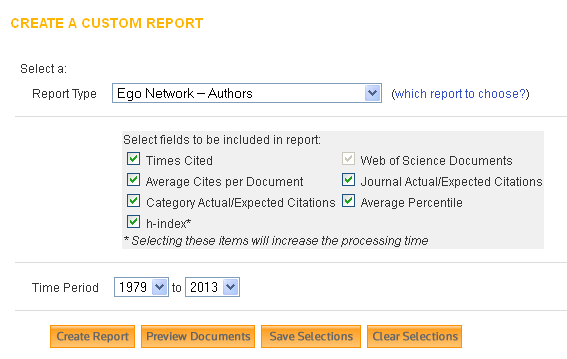 CREATE A CUSTOM REPORT
Select a:
Report Type Ego Network – Authors (which report to choose?)
Select fields to be included in report:
Times Cited Web of Science Documents
Average Cites per Document Journal Actual/Expected Citations
Category Actual/Expected Citations Average Percentile
h-index*
* Selecting these items will increase the processing time
Time Period 1979 to 2013
Create Report Preview Documents Save Selections Clear Selections